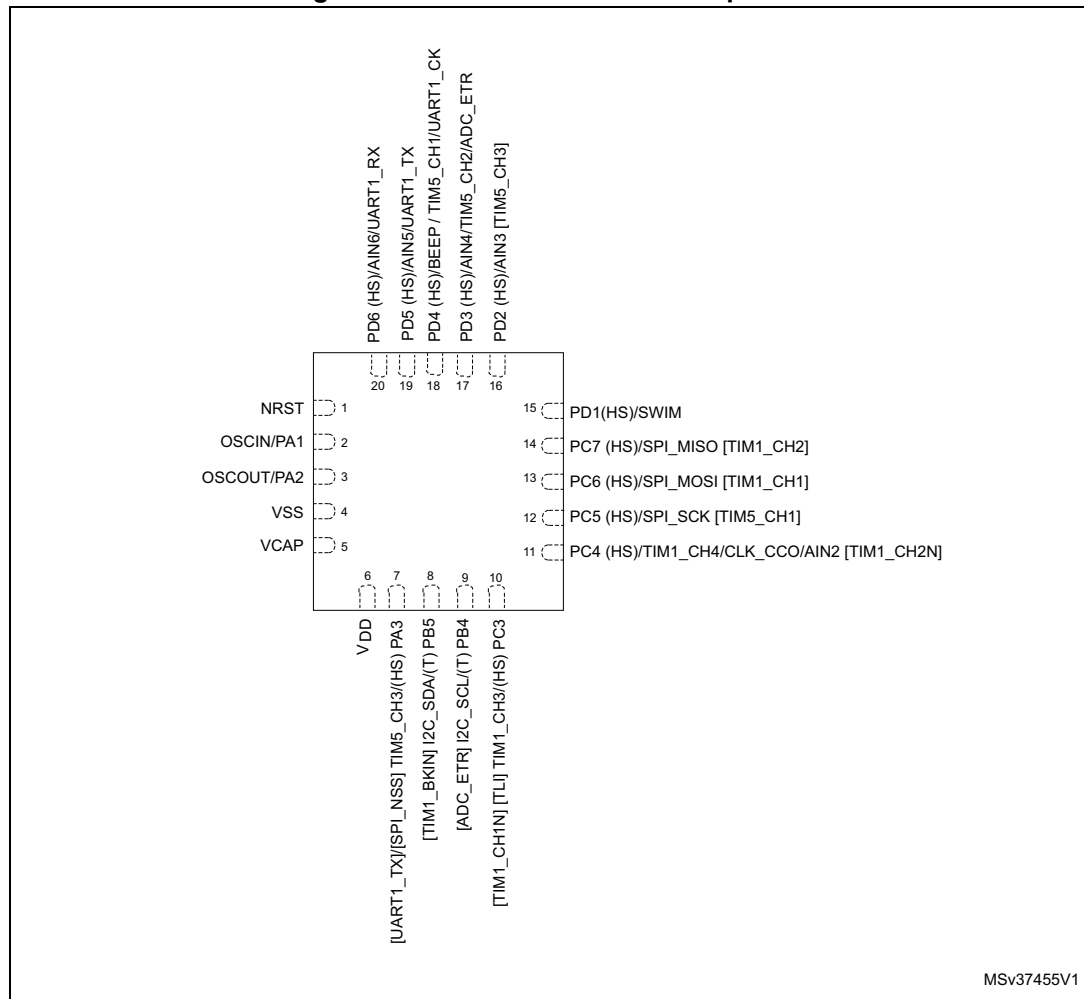 PD6 (HS)/AIN6/UART1_RX
PD5 (HS)/AIN5/UART1_TX
PD4 (HS)/BEEP / TIM5_CH1/UART1_CK
PD3 (HS)/AIN4/TIM5_CH2/ADC_ETR
PD2 (HS)/AIN3 [TIM5_CH3]
20 19 18 17 16
NRST 1
OSCIN/PA1 2
OSCOUT/PA2 3
VSS 4
VCAP 5
15 PD1(HS)/SWIM
14 PC7 (HS)/SPI_MISO [TIM1_CH2]
13 PC6 (HS)/SPI_MOSI [TIM1_CH1]
12 PC5 (HS)/SPI_SCK [TIM5_CH1]
11 PC4 (HS)/TIM1_CH4/CLK_CCO/AIN2 [TIM1_CH2N]
6 7 8 9 10
VDD
[UART1_TX]/[SPI_NSS] TIM5_CH3/(HS) PA3
[TIM1_BKIN] I2C_SDA/(T) PB5
[ADC_ETR] I2C_SCL/(T) PB4
[TIM1_CH1N] [TLI] TIM1_CH3/(HS) PC3
MSv37455V1